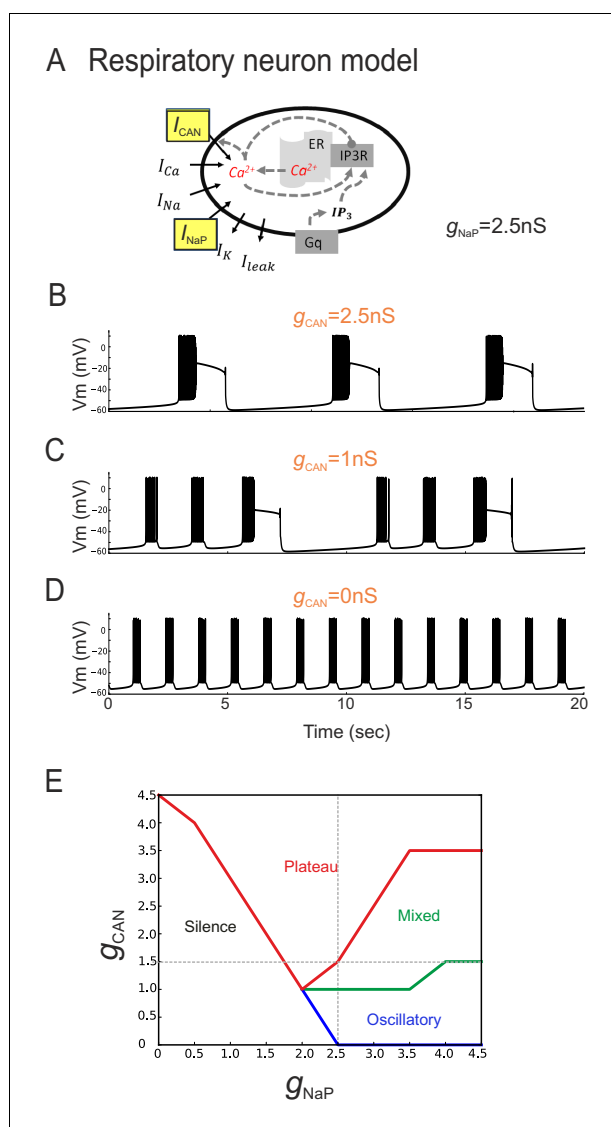 A Respiratory neuron model
I_CAN
ER
IP3R
I_Ca
Ca²⁺
Ca²⁺
I_Na
IP₃
I_NaP
I_K
I_leak
Gq
g_NaP=2.5nS
B
g_CAN=2.5nS
Vm (mV)
0
−20
−40
−60
C
g_CAN=1nS
Vm (mV)
0
−20
−40
−60
D
g_CAN=0nS
Vm (mV)
0
−20
−40
−60
0 5 10 15 20
Time (sec)
E
4.5
4.0
3.5
3.0
2.5
2.0
1.5
1.0
0.5
0
g_CAN
Plateau
Mixed
Silence
Oscillatory
0 0.5 1.0 1.5 2.0 2.5 3.0 3.5 4.0 4.5
g_NaP